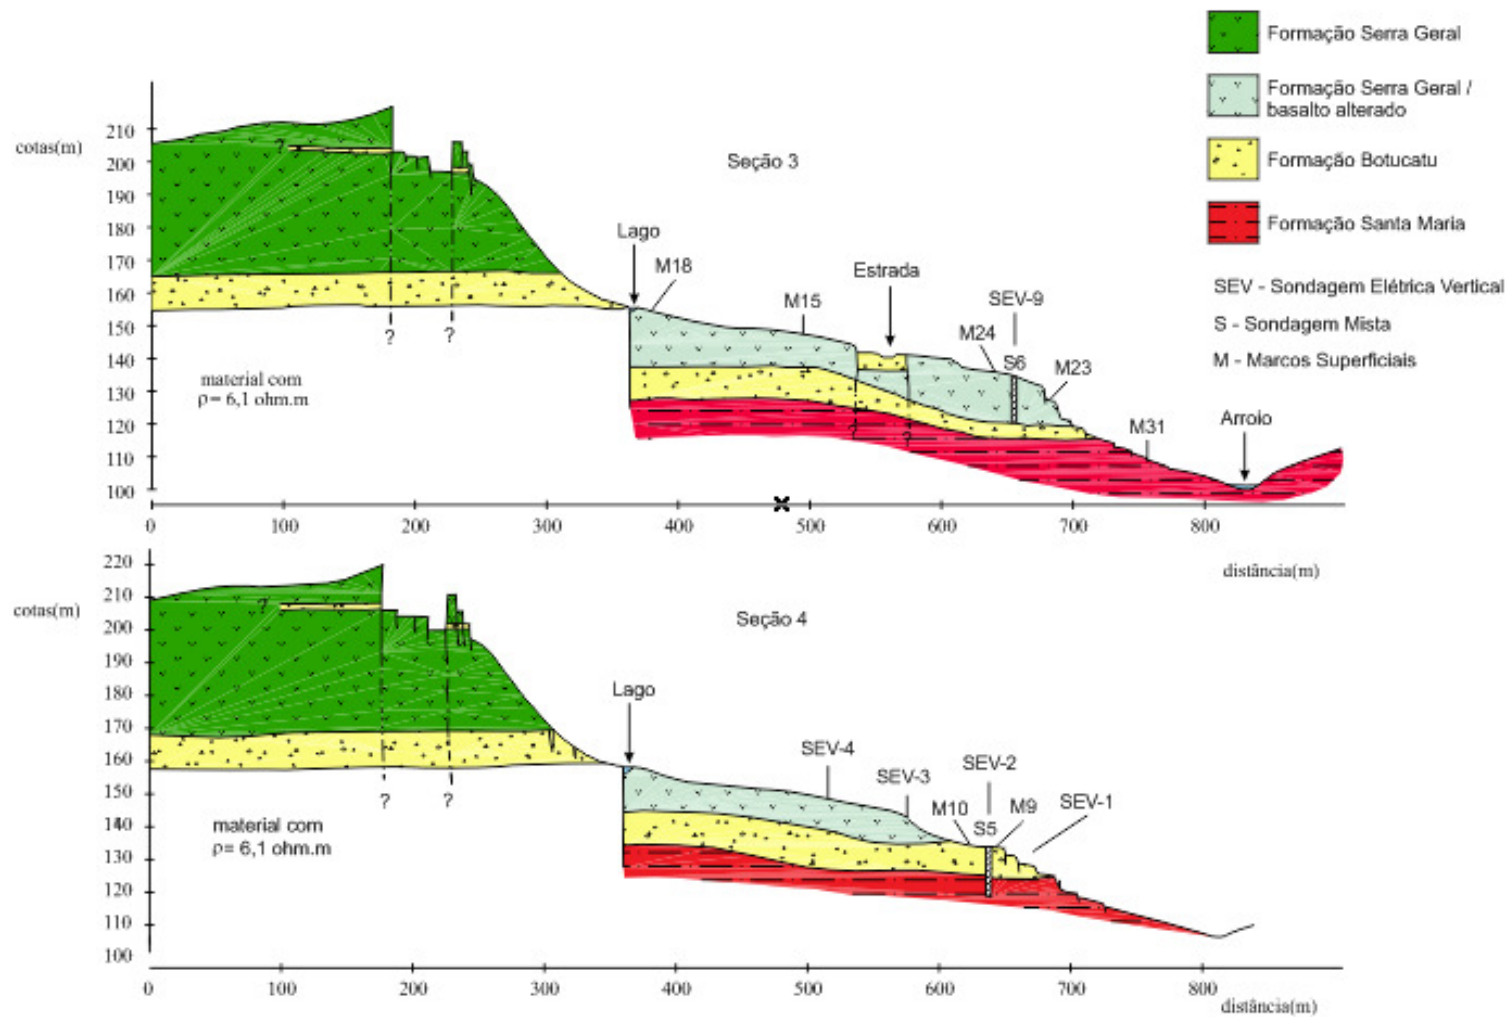 Formação Serra Geral
Formação Serra Geral /
basalto alterado
Formação Botucatu
Formação Santa Maria
SEV - Sondagem Elétrica Vertical
S - Sondagem Mista
M - Marcos Superficiais
cotas(m)
210
200
190
180
170
160
150
140
130
120
110
100
Seção 3
?
Lago
M18
M15
Estrada
SEV-9
M24
S6
M23
M31
Arroio
? ?
? ?
material com
ρ= 6,1 ohm.m
0 100 200 300 400 500 600 700 800
distância(m)
cotas(m)
220
210
200
190
180
170
160
150
140
130
120
110
100
Seção 4
?
Lago
SEV-4
SEV-3
SEV-2
M10
S5
M9
SEV-1
? ?
material com
ρ= 6,1 ohm.m
0 100 200 300 400 500 600 700 800
distância(m)